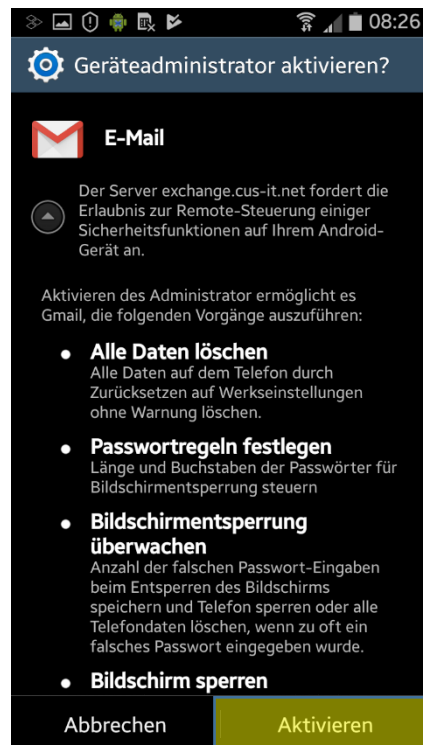 08:26
Geräteadministrator aktivieren?
E-Mail
Der Server exchange.cus-it.net fordert die
Erlaubnis zur Remote-Steuerung einiger
Sicherheitsfunktionen auf Ihrem Android-
Gerät an.
Aktivieren des Administrator ermöglicht es
Gmail, die folgenden Vorgänge auszuführen:
● Alle Daten löschen
Alle Daten auf dem Telefon durch
Zurücksetzen auf Werkseinstellungen
ohne Warnung löschen.
● Passwortregeln festlegen
Länge und Buchstaben der Passwörter für
Bildschirmentsperrung steuern
● Bildschirmentsperrung
überwachen
Anzahl der falschen Passwort-Eingaben
beim Entsperren des Bildschirms
speichern und Telefon sperren oder alle
Telefondaten löschen, wenn zu oft ein
falsches Passwort eingegeben wurde.
● Bildschirm sperren
Abbrechen Aktivieren